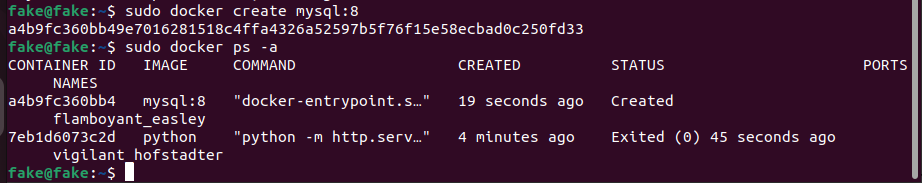 fake@fake:~$ sudo docker create mysql:8
a4b9fc360bb49e7016281518c4ffa4326a52597b5f76f15e58ecbad0c250fd33
fake@fake:~$ sudo docker ps -a
CONTAINER ID   IMAGE     COMMAND                  CREATED          STATUS                      PORTS
     NAMES
a4b9fc360bb4   mysql:8   "docker-entrypoint.s…"   19 seconds ago   Created
     flamboyant_easley
7eb1d6073c2d   python    "python -m http.serv…"   4 minutes ago    Exited (0) 45 seconds ago
     vigilant_hofstadter
fake@fake:~$